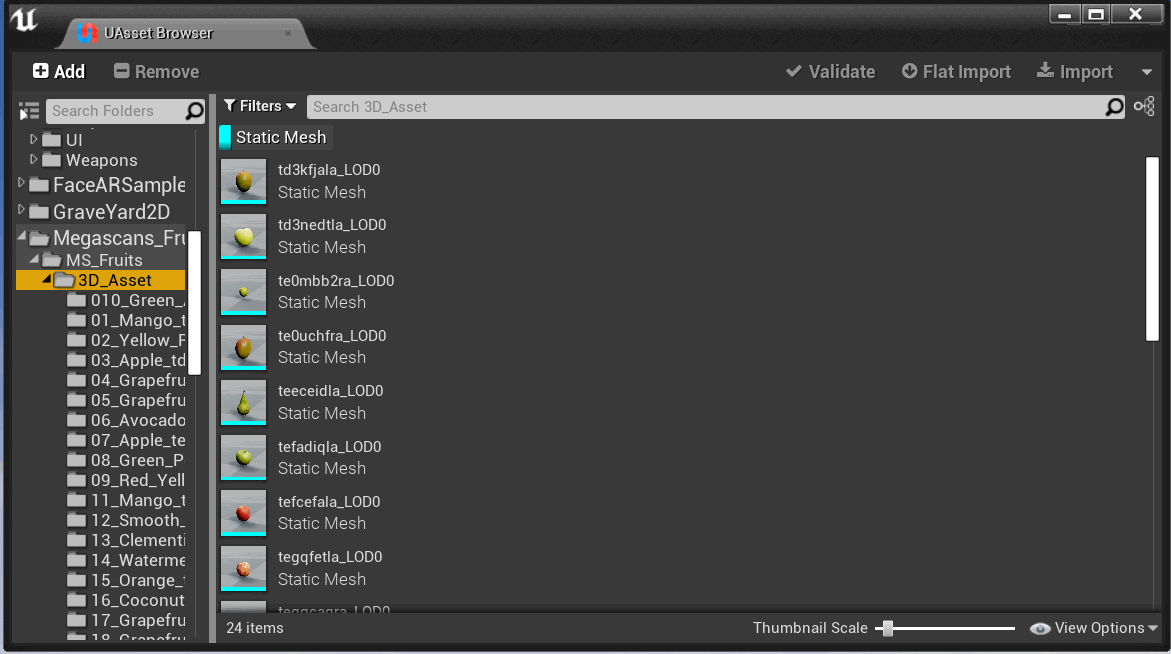 UAsset Browser
Add Remove Validate Flat Import Import
Search Folders
Filters Search 3D_Asset
Static Mesh
UI
Weapons
FaceARSample
GraveYard2D
Megascans_Fru
MS_Fruits
3D_Asset
010_Green_
01_Mango_t
02_Yellow_P
03_Apple_td
04_Grapefru
05_Grapefru
06_Avocado
07_Apple_te
08_Green_P
09_Red_Yell
11_Mango_t
12_Smooth_
13_Clementi
14_Waterme
15_Orange_
16_Coconut
17_Grapefru
18_Grapefru
td3kfjala_LOD0
Static Mesh
td3nedtla_LOD0
Static Mesh
te0mbb2ra_LOD0
Static Mesh
te0uchfra_LOD0
Static Mesh
teeceidla_LOD0
Static Mesh
tefadiqla_LOD0
Static Mesh
tefcefala_LOD0
Static Mesh
tegqfetla_LOD0
Static Mesh
24 items Thumbnail Scale View Options